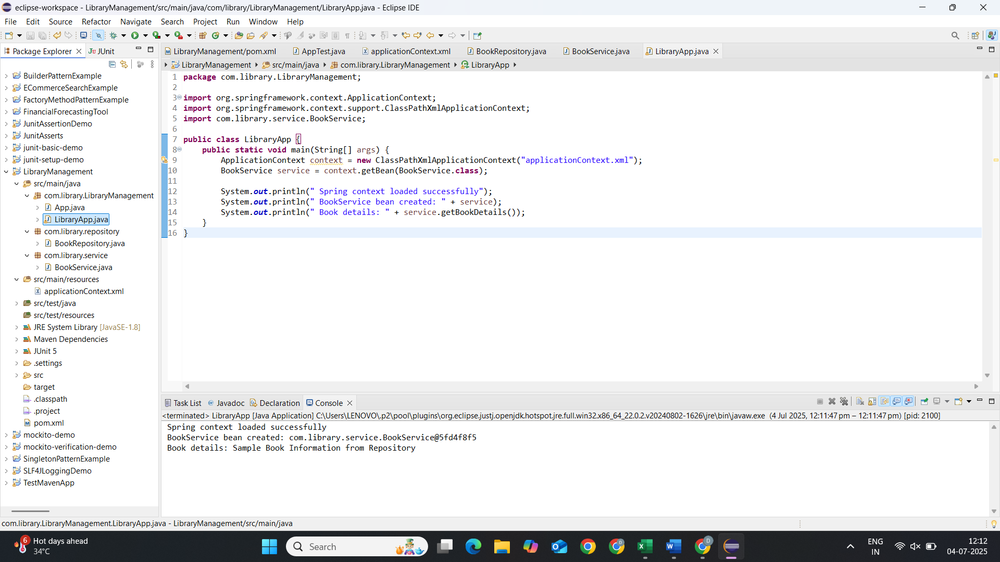 eclipse-workspace - LibraryManagement/src/main/java/com/library/LibraryManagement/LibraryApp.java - Eclipse IDE
File Edit Source Refactor Navigate Search Project Run Window Help
Package Explorer
JUnit
BuilderPatternExample
ECommerceSearchExample
FactoryMethodPatternExample
FinancialForecastingTool
JunitAssertionDemo
JunitAsserts
junit-basic-demo
junit-setup-demo
LibraryManagement
src/main/java
com.library.LibraryManagement
App.java
LibraryApp.java
com.library.repository
BookRepository.java
com.library.service
BookService.java
src/main/resources
applicationContext.xml
src/test/java
src/test/resources
JRE System Library [JavaSE-1.8]
Maven Dependencies
JUnit 5
.settings
src
target
.classpath
.project
pom.xml
mockito-demo
mockito-verification-demo
SingletonPatternExample
SLF4JLoggingDemo
TestMavenApp
LibraryManagement/pom.xml AppTest.java applicationContext.xml BookRepository.java BookService.java LibraryApp.java
LibraryManagement src/main/java com.library.LibraryManagement LibraryApp
1 package com.library.LibraryManagement;
2
3 import org.springframework.context.ApplicationContext;
4 import org.springframework.context.support.ClassPathXmlApplicationContext;
5 import com.library.service.BookService;
6
7 public class LibraryApp {
8 public static void main(String[] args) {
9 ApplicationContext context = new ClassPathXmlApplicationContext("applicationContext.xml");
10 BookService service = context.getBean(BookService.class);
11
12 System.out.println(" Spring context loaded successfully");
13 System.out.println(" BookService bean created: " + service);
14 System.out.println(" Book details: " + service.getBookDetails());
15 }
16 }
Task List Javadoc Declaration Console
<terminated> LibraryApp [Java Application] C:\Users\LENOVO\.p2\pool\plugins\org.eclipse.justj.openjdk.hotspot.jre.full.win32.x86_64_22.0.2.v20240802-1626\jre\bin\javaw.exe (4 Jul 2025, 12:11:47 pm – 12:11:47 pm) [pid: 2100]
Spring context loaded successfully
BookService bean created: com.library.service.BookService@5fd4f8f5
Book details: Sample Book Information from Repository
com.library.LibraryManagement.LibraryApp.java - LibraryManagement/src/main/java
6
Hot days ahead
34°C
Search
ENG
IN
12:12
04-07-2025